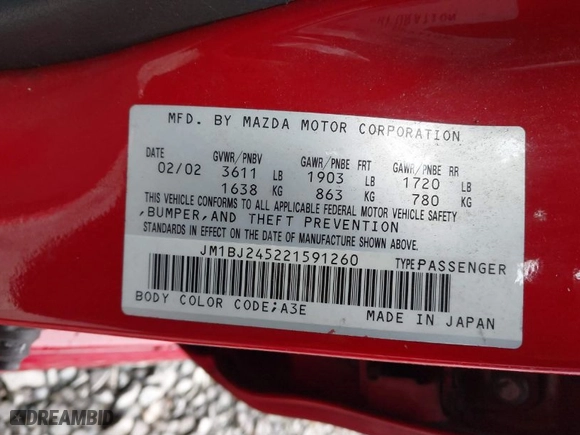 MFD. BY MAZDA MOTOR CORPORATION
DATE GVWR/PNBV GAWR/PNBE FRT GAWR/PNBE RR
02/02 3611 LB 1903 LB 1720 LB
1638 KG 863 KG 780 KG
THIS VEHICLE CONFORMS TO ALL APPLICABLE FEDERAL MOTOR VEHICLE SAFETY
,BUMPER,AND THEFT PREVENTION
STANDARDS IN EFFECT ON THE DATE OF MANUFACTURE SHOWN ABOVE.
JM1BJ245221591260 TYPE:PASSENGER
BODY COLOR CODE;A3E MADE IN JAPAN
DREAMBID